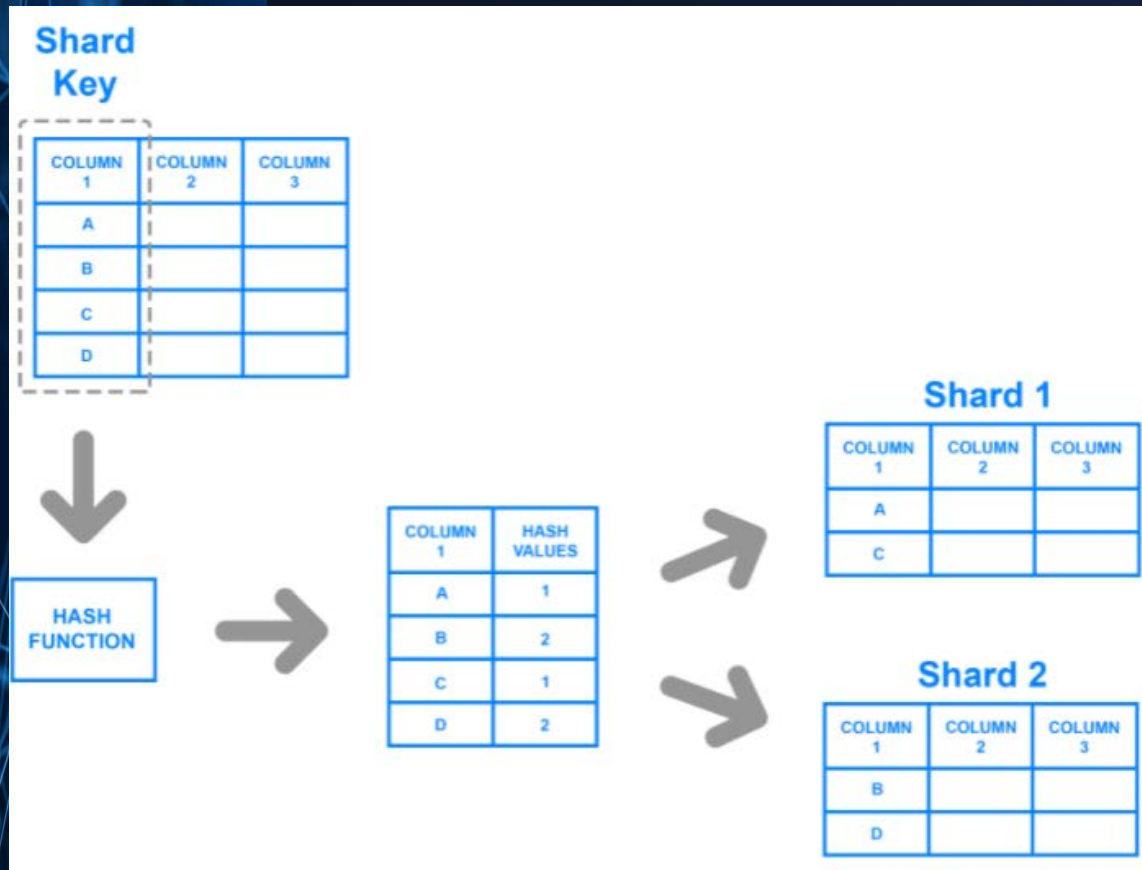 Shard
Key
COLUMN 1 COLUMN 2 COLUMN 3
A
B
C
D
HASH
FUNCTION
COLUMN 1 HASH VALUES
A 1
B 2
C 1
D 2
Shard 1
COLUMN 1 COLUMN 2 COLUMN 3
A
C
Shard 2
COLUMN 1 COLUMN 2 COLUMN 3
B
D